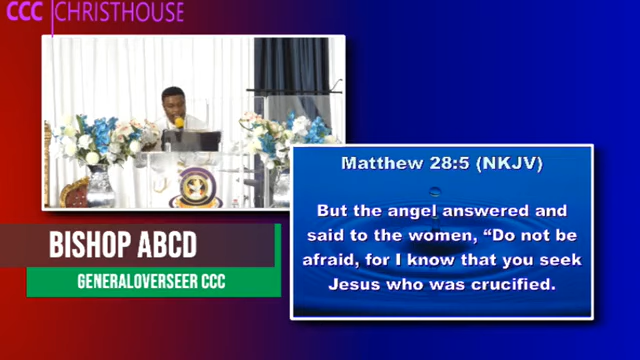 CCC CHRISTHOUSE
Matthew 28:5 (NKJV)
But the angel answered and
said to the women, “Do not be
afraid, for I know that you seek
Jesus who was crucified.
BISHOP ABCD
GENERALOVERSEER CCC